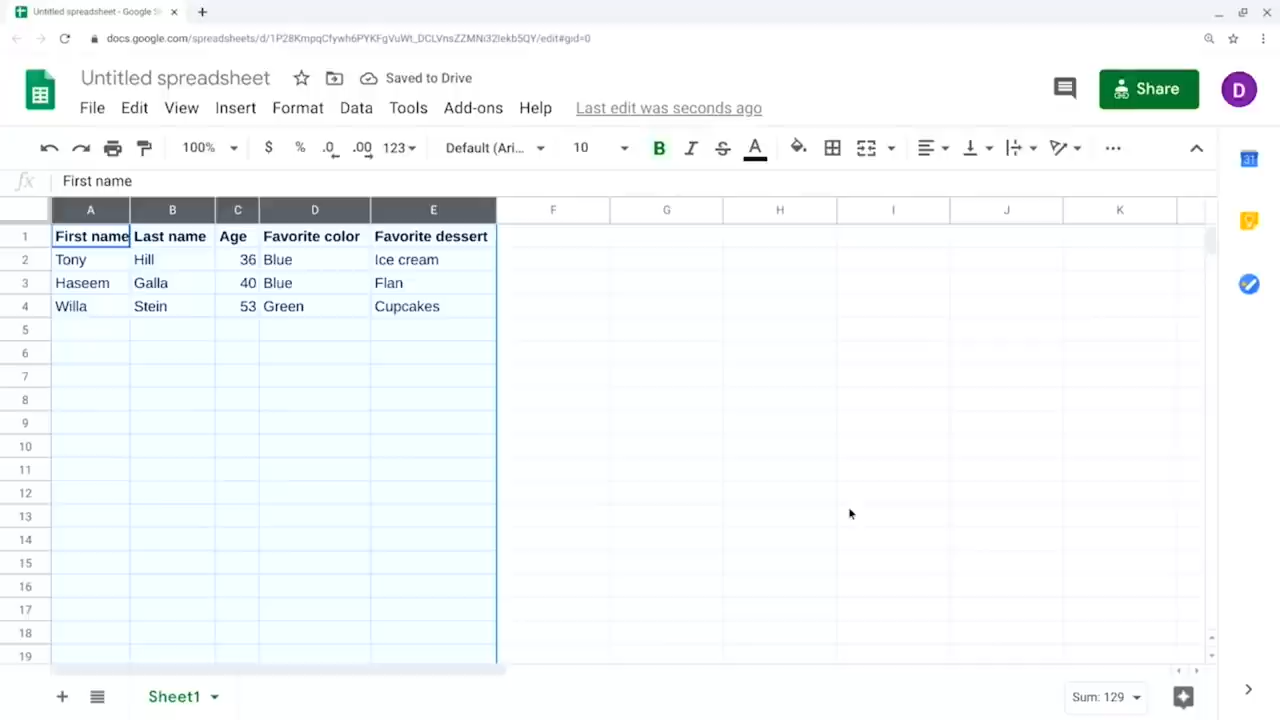 Untitled spreadsheet - Google S
docs.google.com/spreadsheets/d/1P28KmpqCfywh6PYKFgVuWt_DCLVnsZZMNi32Iekb5QY/edit#gid=0
Untitled spreadsheet Saved to Drive
File Edit View Insert Format Data Tools Add-ons Help Last edit was seconds ago
Share
D
100% $ % .0 .00 123 Default (Ari... 10 B I S A
31
fx First name
A B C D E F G H I J K
1 First name Last name Age Favorite color Favorite dessert
2 Tony Hill 36 Blue Ice cream
3 Haseem Galla 40 Blue Flan
4 Willa Stein 53 Green Cupcakes
5
6
7
8
9
10
11
12
13
14
15
16
17
18
19
Sheet1 Sum: 129